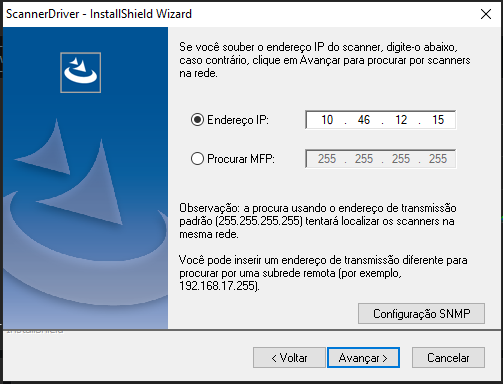 ScannerDriver - InstallShield Wizard
Se você souber o endereço IP do scanner, digite-o abaixo,
caso contrário, clique em Avançar para procurar por scanners
na rede.
Endereço IP: 10 . 46 . 12 . 15
Procurar MFP: 255 . 255 . 255 . 255
Observação: a procura usando o endereço de transmissão
padrão (255.255.255.255) tentará localizar os scanners na
mesma rede.
Você pode inserir um endereço de transmissão diferente para
procurar por uma subrede remota (por exemplo,
192.168.17.255).
Configuração SNMP
InstallShield
< Voltar
Avançar >
Cancelar